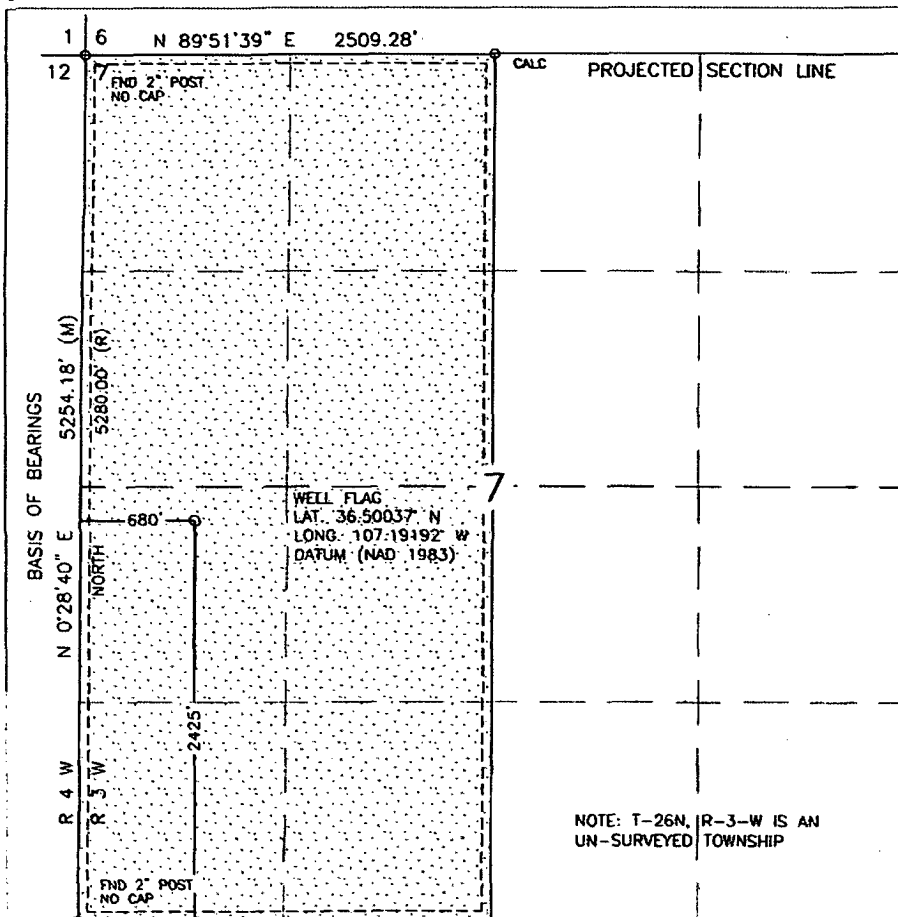 1 6 N 89°51'39" E 2509.28'
12 7 CALC PROJECTED SECTION LINE
FND 2" POST
NO CAP
BASIS OF BEARINGS
N 0°28'40" E 5254.18' (M)
NORTH 5280.00' (R)
7
WELL FLAG
LAT. 36.50037° N
LONG. 107.19192° W
DATUM (NAD 1983)
680'
2425'
R 4 W
R 3 W
NOTE: T-26N, R-3-W IS AN
UN-SURVEYED TOWNSHIP
FND 2" POST
NO CAP